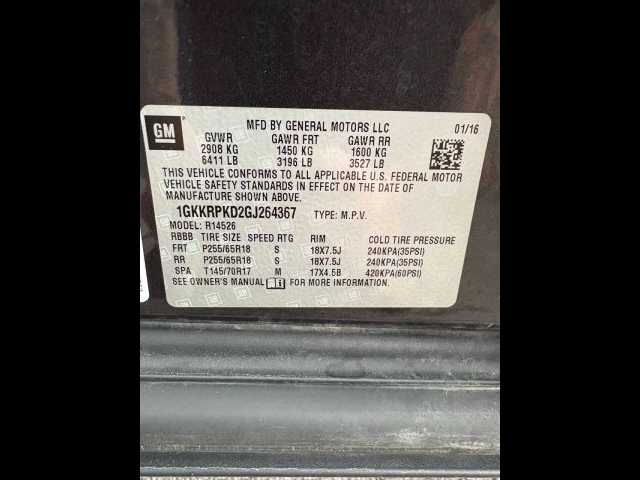 GM
MFD BY GENERAL MOTORS LLC 01/16
GVWR GAWR FRT GAWR RR
2908 KG 1450 KG 1600 KG
6411 LB 3196 LB 3527 LB
THIS VEHICLE CONFORMS TO ALL APPLICABLE U.S. FEDERAL MOTOR
VEHICLE SAFETY STANDARDS IN EFFECT ON THE DATE OF
MANUFACTURE SHOWN ABOVE.
1GKKRPKD2GJ264367 TYPE: M.P.V.
MODEL: R14526
RBBB TIRE SIZE SPEED RTG RIM COLD TIRE PRESSURE
FRT P255/65R18 S 18X7.5J 240KPA(35PSI)
RR P255/65R18 S 18X7.5J 240KPA(35PSI)
SPA T145/70R17 M 17X4.5B 420KPA(60PSI)
SEE OWNER'S MANUAL FOR MORE INFORMATION